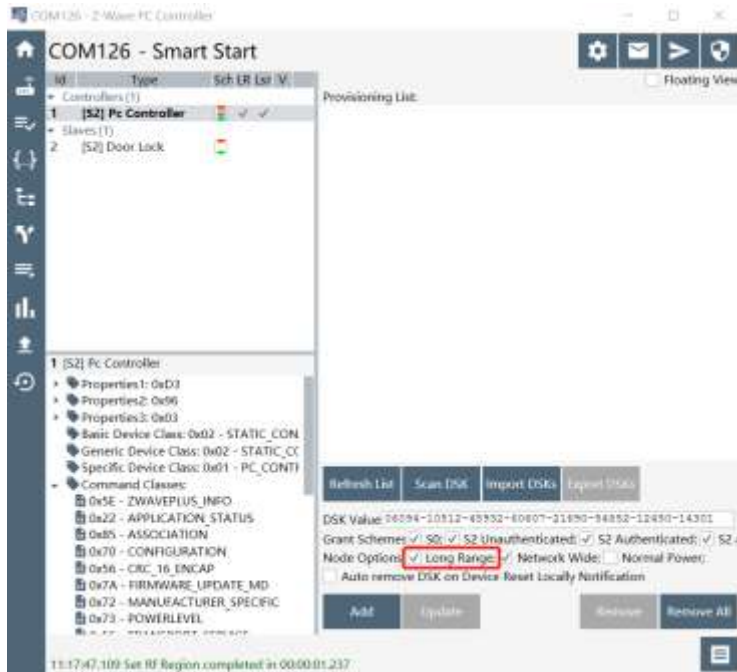 COM126 - Z-Wave PC Controller
COM126 - Smart Start
Floating View
Id Type Sch LR Lst V
Controllers (1)
1 [S2] Pc Controller
Slaves (1)
2 [S2] Door Lock
Provisioning List:
1 [S2] Pc Controller
Properties1: 0xD3
Properties2: 0x96
Properties3: 0x03
Basic Device Class: 0x02 - STATIC_CON
Generic Device Class: 0x02 - STATIC_CC
Specific Device Class: 0x01 - PC_CONTI
Command Classes:
0x5E - ZWAVEPLUS_INFO
0x22 - APPLICATION_STATUS
0x85 - ASSOCIATION
0x70 - CONFIGURATION
0x56 - CRC_16_ENCAP
0x7A - FIRMWARE_UPDATE_MD
0x72 - MANUFACTURER_SPECIFIC
0x73 - POWERLEVEL
Refresh List Scan DSK Import DSKs Export DSKs
DSK Value
Grant Schemes S0: S2 Unauthenticated: S2 Authenticated: S2
Node Options Long Range: Network Wide: Normal Power:
Auto remove DSK on Device Reset Locally Notification
Add Update Remove Remove All
11:17:47.109 Set RF Region completed in 00:00:01.237